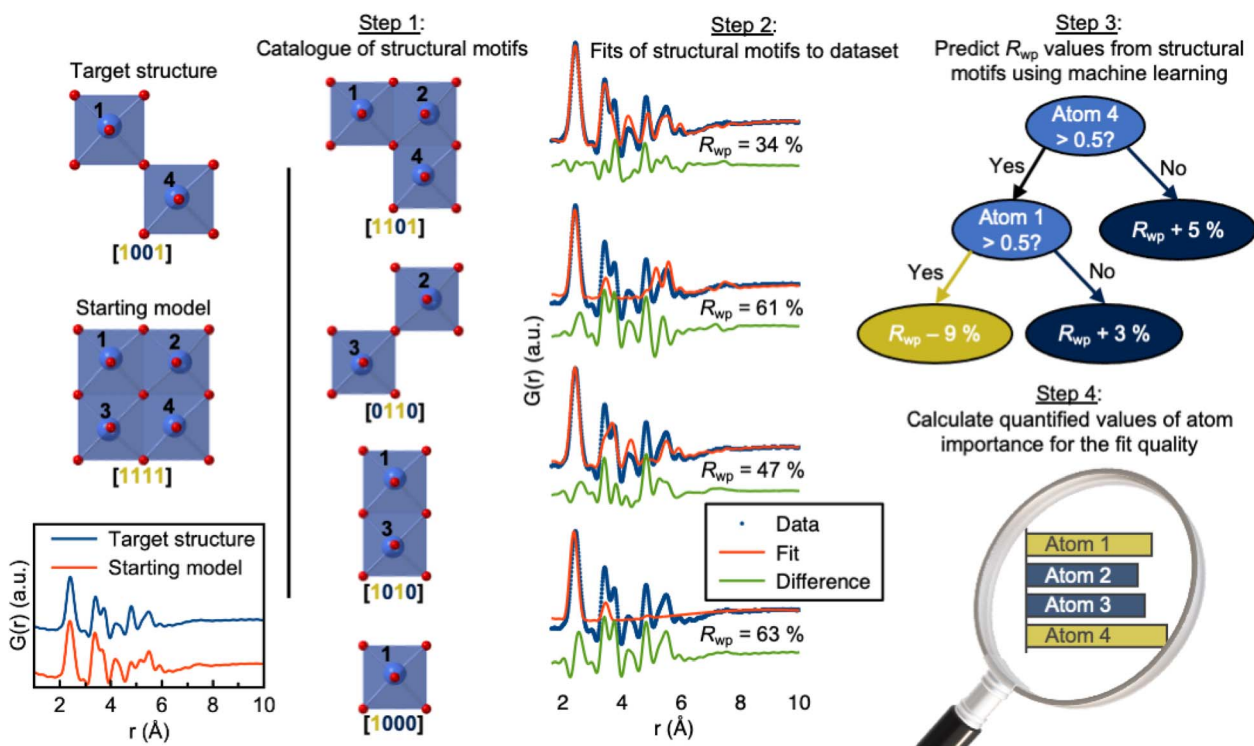 Target structure
1
4
[1001]
Starting model
1
2
3
4
[1111]
G(r) (a.u.)
Target structure
Starting model
2
4
6
8
10
r (Å)
Step 1:
Catalogue of structural motifs
1
2
4
[1101]
2
3
[0110]
1
3
[1010]
1
[1000]
Step 2:
Fits of structural motifs to dataset
G(r) (a.u.)
Rwp = 34 %
Rwp = 61 %
Rwp = 47 %
Data
Fit
Difference
Rwp = 63 %
2
4
6
8
10
r (Å)
Step 3:
Predict Rwp values from structural
motifs using machine learning
Atom 4
> 0.5?
Yes
No
Atom 1
> 0.5?
Rwp + 5 %
Yes
No
Rwp – 9 %
Rwp + 3 %
Step 4:
Calculate quantified values of atom
importance for the fit quality
Atom 1
Atom 2
Atom 3
Atom 4